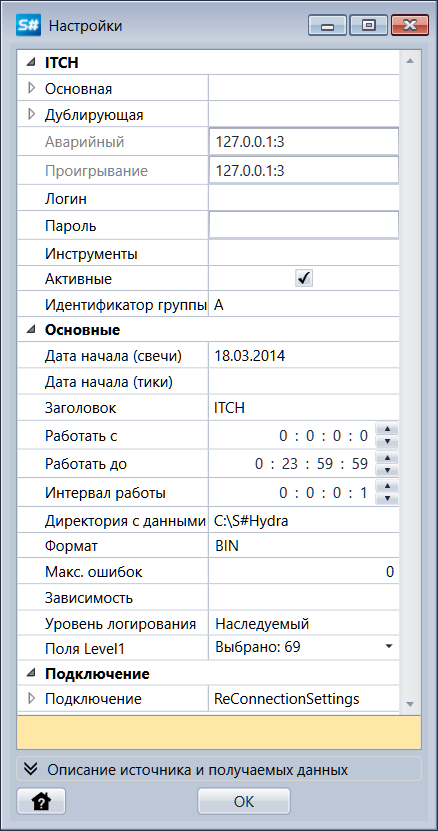 S# Настройки
ITCH
Основная
Дублирующая
Аварийный 127.0.0.1:3
Проигрывание 127.0.0.1:3
Логин
Пароль
Инструменты
Активные
Идентификатор группы A
Основные
Дата начала (свечи) 18.03.2014
Дата начала (тики)
Заголовок ITCH
Работать с 0 : 0 : 0 : 0
Работать до 0 : 23 : 59 : 59
Интервал работы 0 : 0 : 0 : 1
Директория с данными C:\S#Hydra
Формат BIN
Макс. ошибок 0
Зависимость
Уровень логирования Наследуемый
Поля Level1 Выбрано: 69
Подключение
Подключение ReConnectionSettings
Описание источника и получаемых данных
? OK